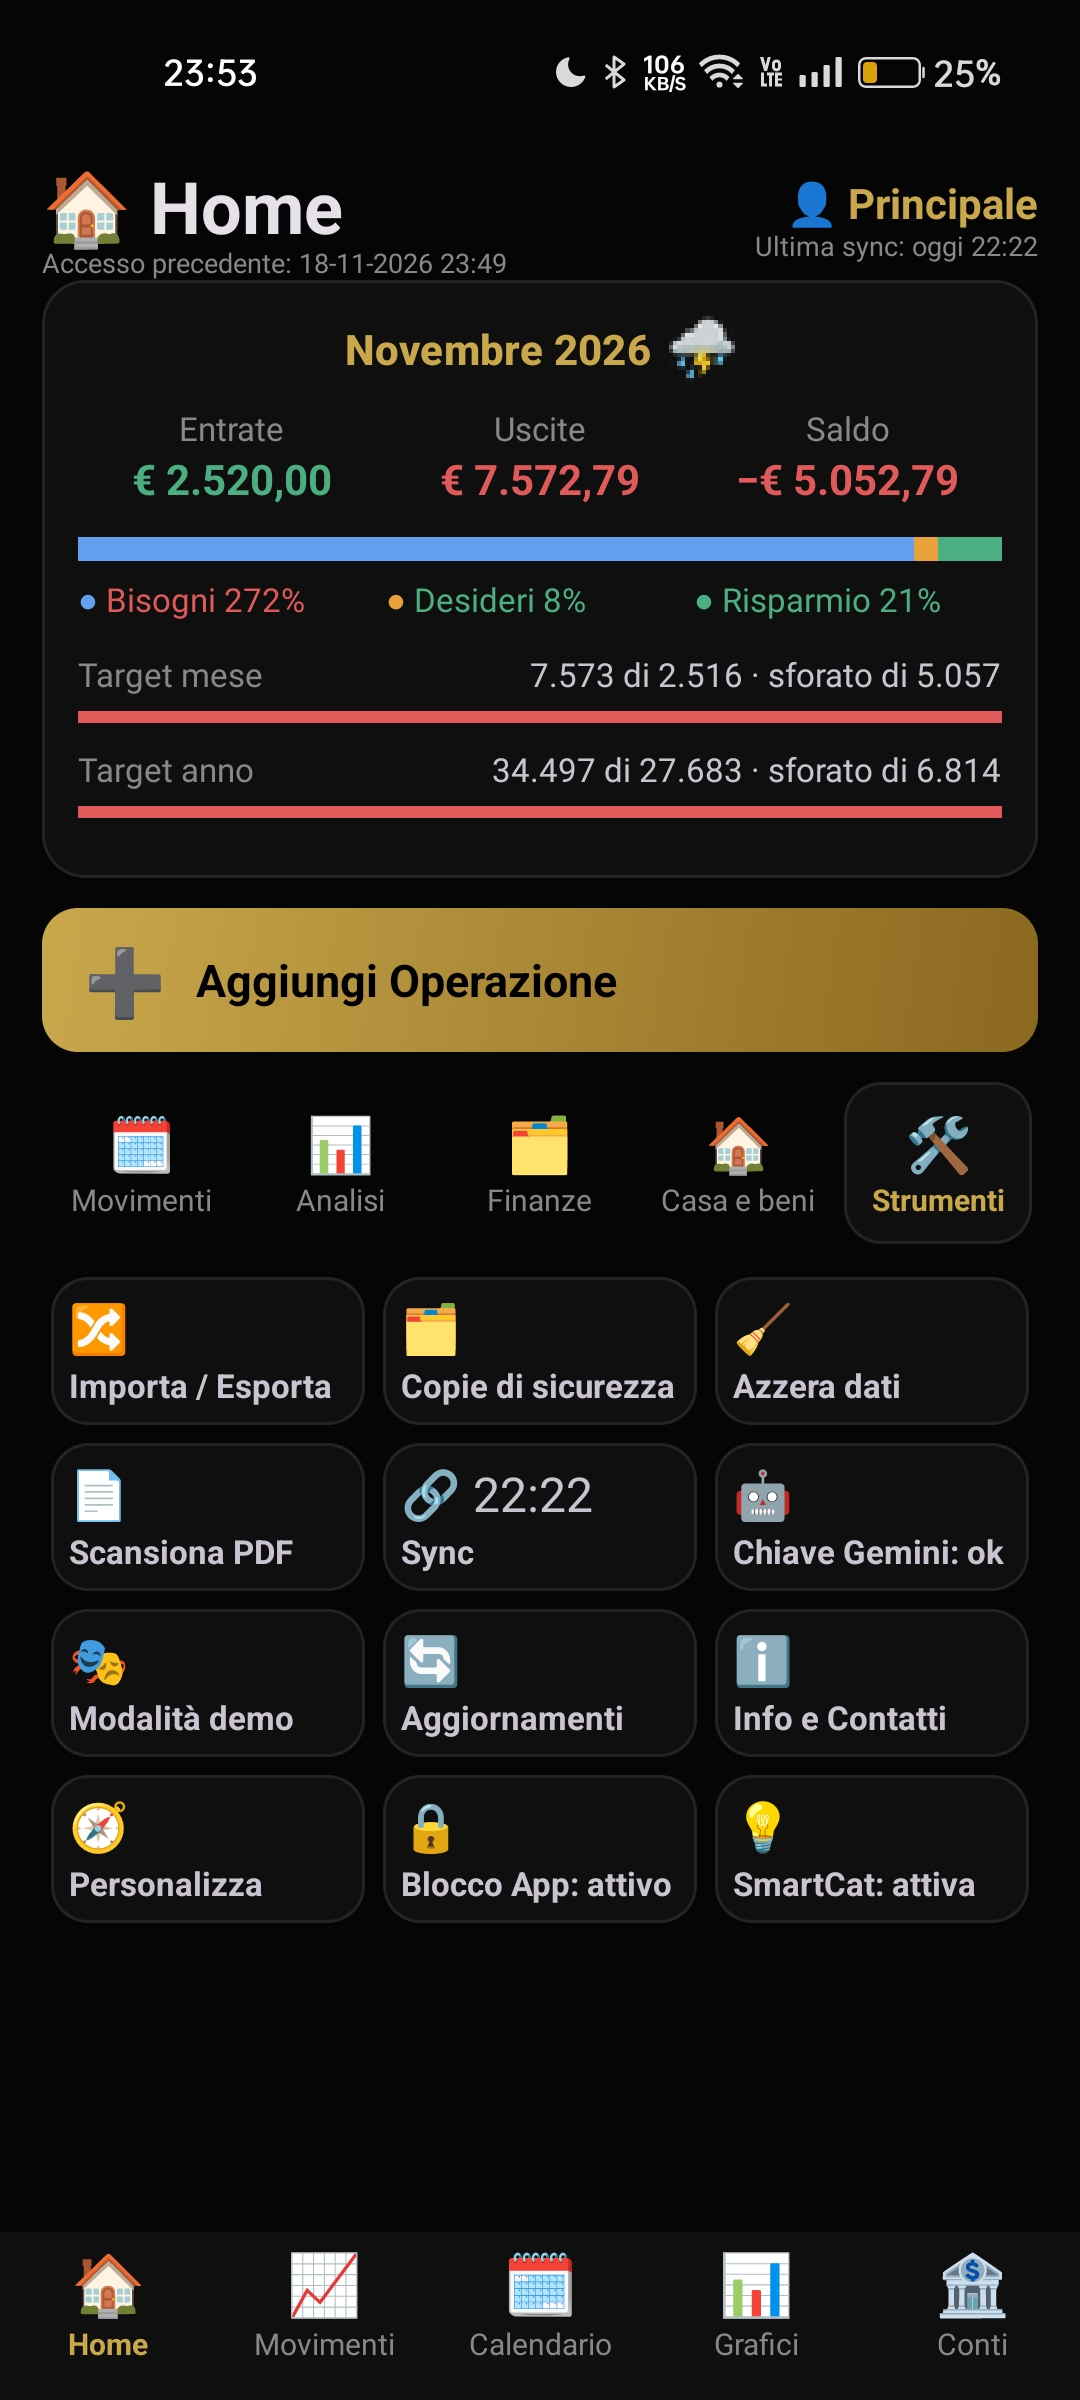 23:53
106 KB/S Vo LTE 25%
Home
Principale
Accesso precedente: 18-11-2026 23:49
Ultima sync: oggi 22:22
Novembre 2026
Entrate Uscite Saldo
€ 2.520,00 € 7.572,79 −€ 5.052,79
Bisogni 272% Desideri 8% Risparmio 21%
Target mese 7.573 di 2.516 · sforato di 5.057
Target anno 34.497 di 27.683 · sforato di 6.814
Aggiungi Operazione
Movimenti Analisi Finanze Casa e beni Strumenti
Importa / Esporta Copie di sicurezza Azzera dati
22:22
Scansiona PDF Sync Chiave Gemini: ok
Modalità demo Aggiornamenti Info e Contatti
Personalizza Blocco App: attivo SmartCat: attiva
Home Movimenti Calendario Grafici Conti